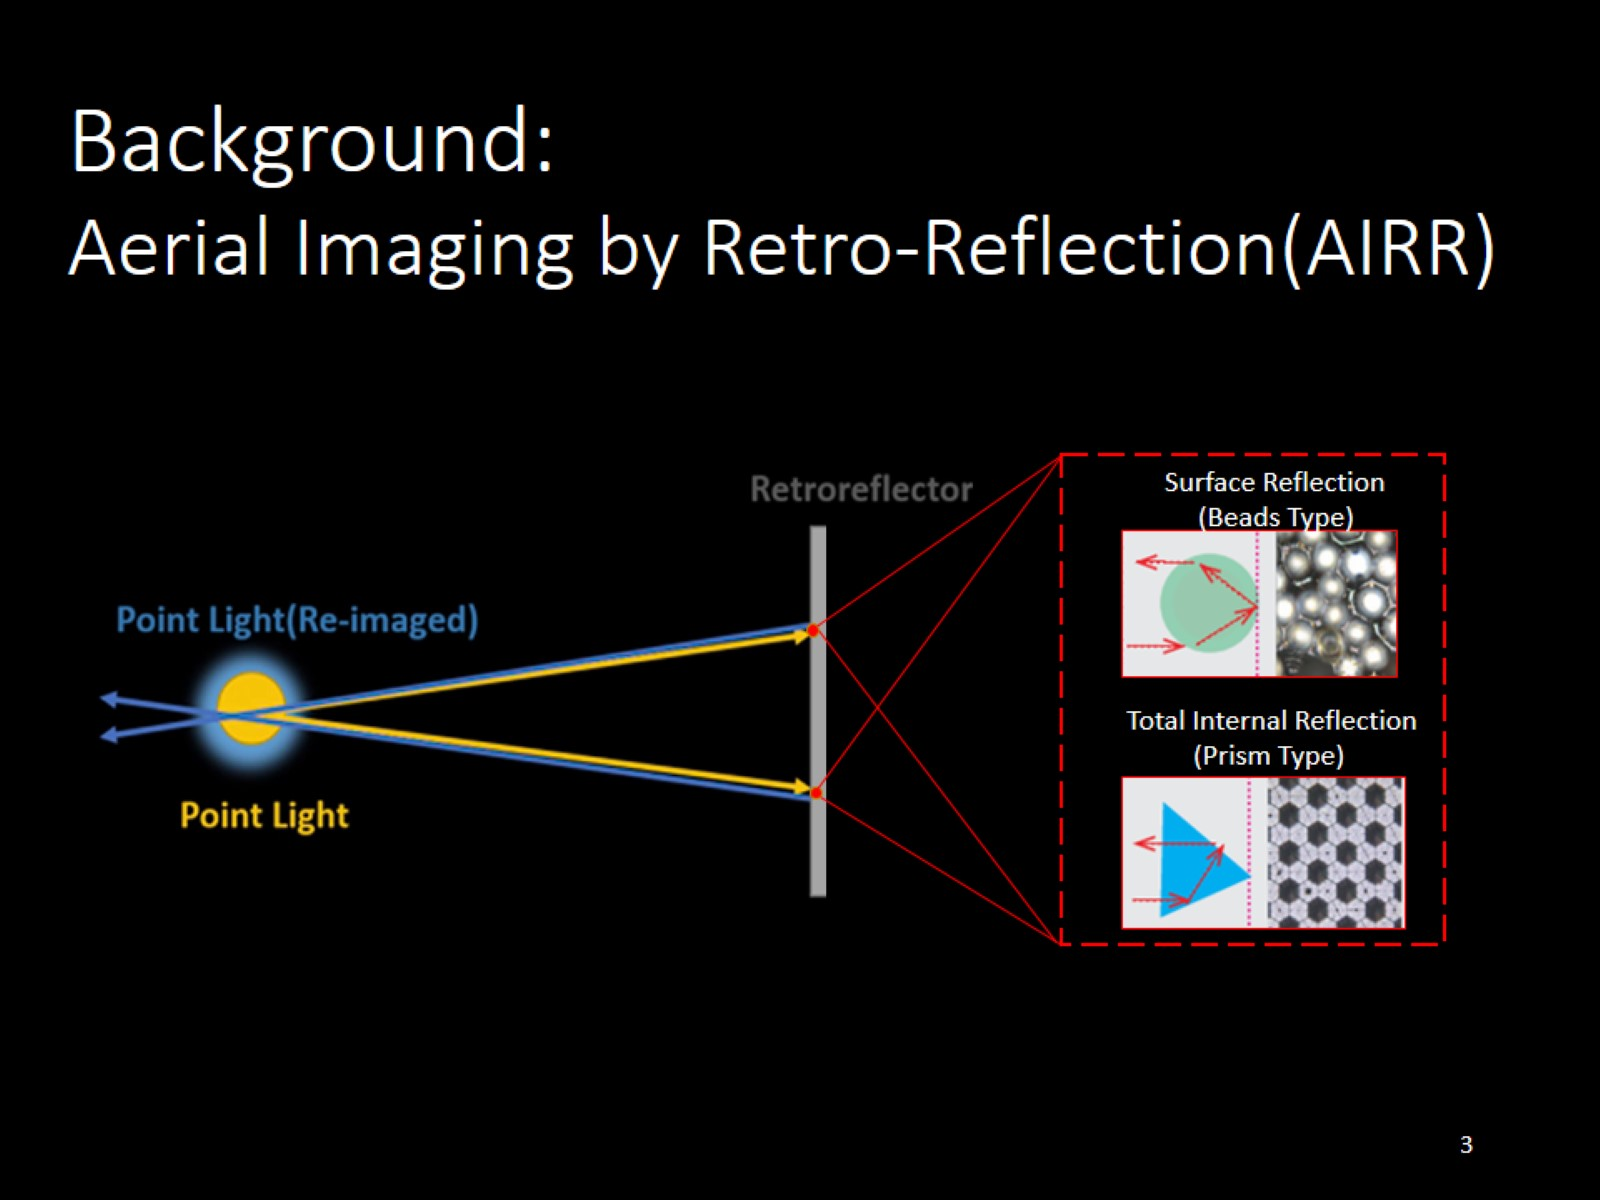 Background:
Aerial Imaging by Retro-Reflection(AIRR)
Retroreflector
Point Light(Re-imaged)
Point Light
Surface Reflection
(Beads Type)
Total Internal Reflection
(Prism Type)
3